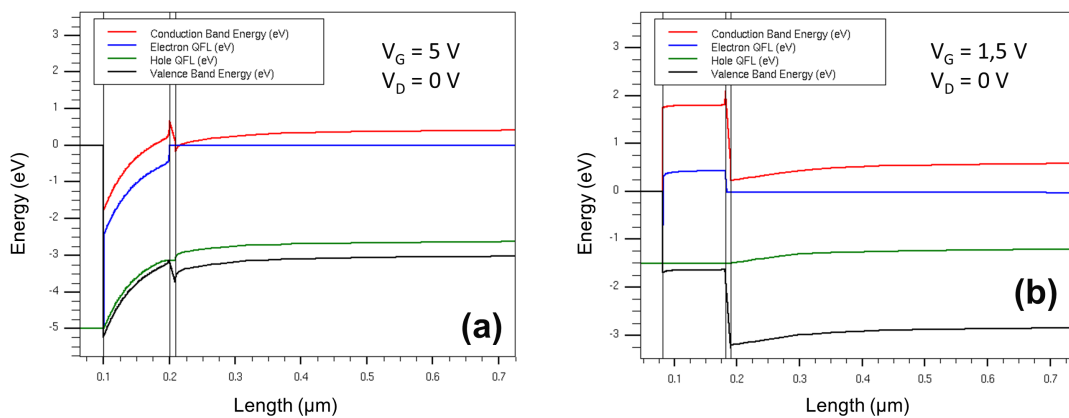 Conduction Band Energy (eV)
Electron QFL (eV)
Hole QFL (eV)
Valence Band Energy (eV)
V_G = 5 V
V_D = 0 V
3
2
1
0
-1
-2
-3
-4
-5
Energy (eV)
(a)
0.1
0.2
0.3
0.4
0.5
0.6
0.7
Length (µm)
Conduction Band Energy (eV)
Electron QFL (eV)
Hole QFL (eV)
Valence Band Energy (eV)
V_G = 1,5 V
V_D = 0 V
3
2
1
0
-1
-2
-3
Energy (eV)
(b)
0.1
0.2
0.3
0.4
0.5
0.6
0.7
Length (µm)